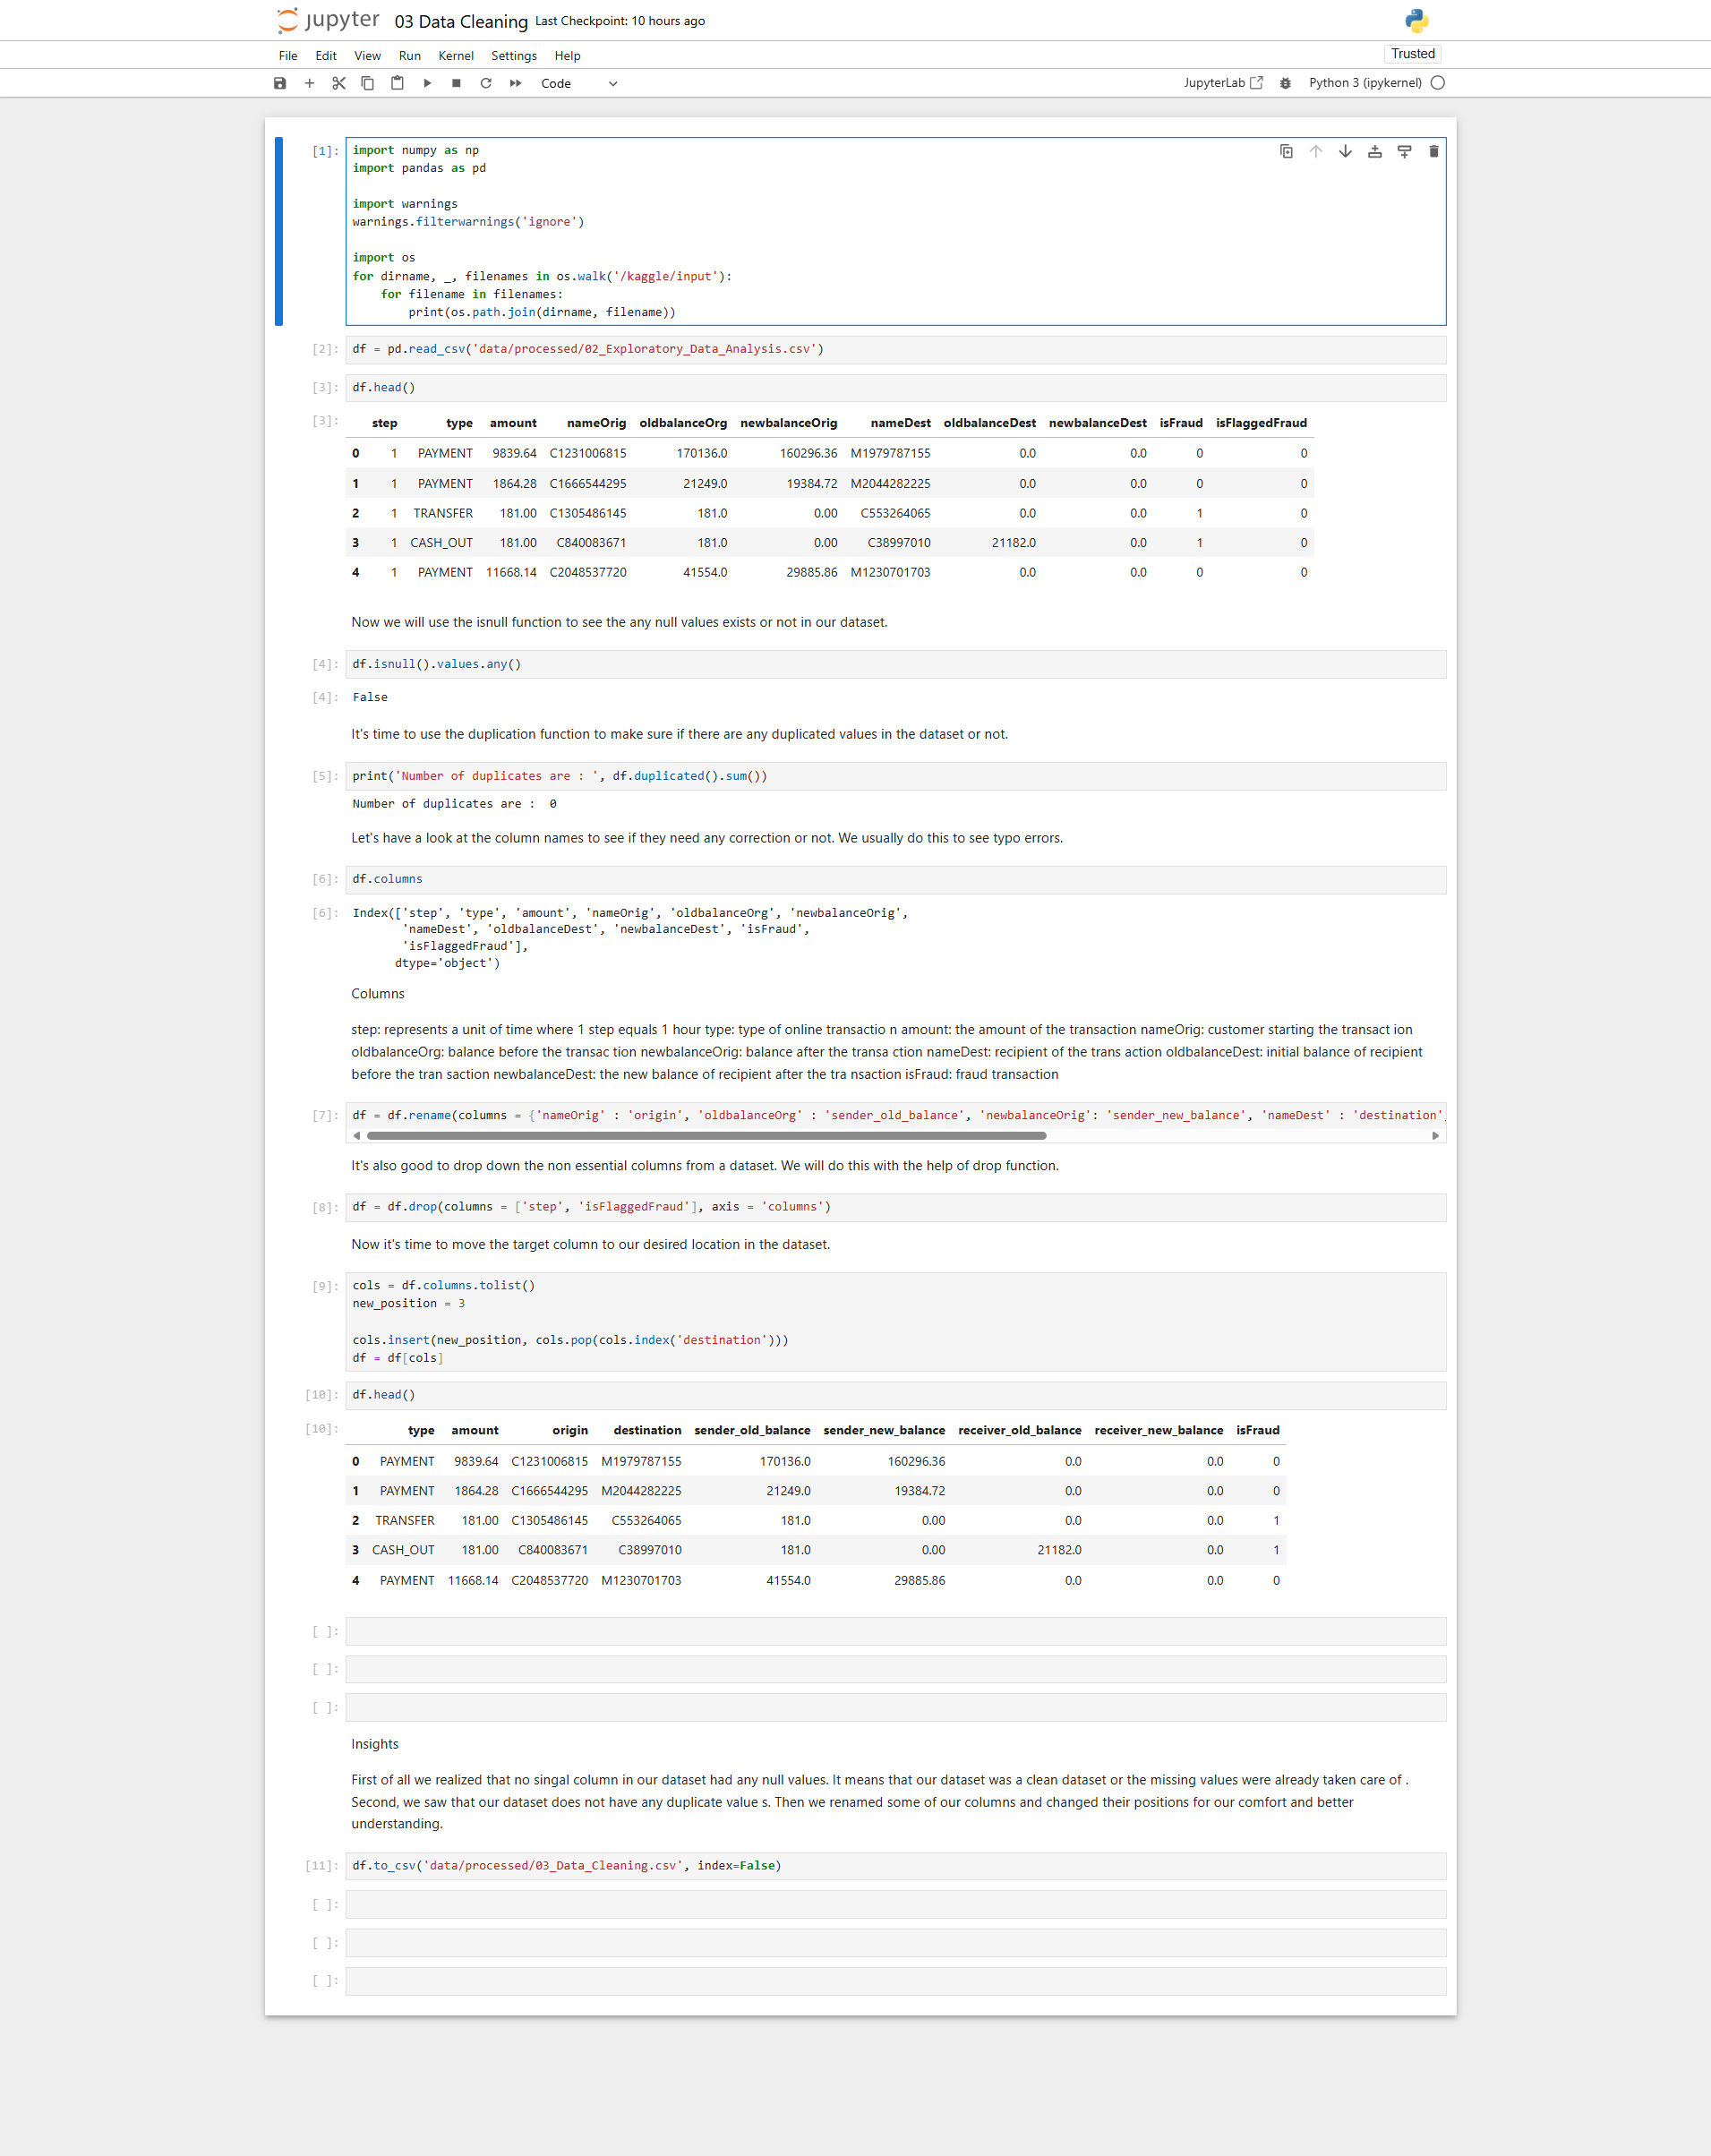 jupyter 03 Data Cleaning Last Checkpoint: 10 hours ago
File Edit View Run Kernel Settings Help Trusted
Code JupyterLab Python 3 (ipykernel)
[1]: import numpy as np
import pandas as pd
import warnings
warnings.filterwarnings('ignore')
import os
for dirname, _, filenames in os.walk('/kaggle/input'):
for filename in filenames:
print(os.path.join(dirname, filename))
[2]: df = pd.read_csv('data/processed/02_Exploratory_Data_Analysis.csv')
[3]: df.head()
[3]: step type amount nameOrig oldbalanceOrg newbalanceOrig nameDest oldbalanceDest newbalanceDest isFraud isFlaggedFraud
0 1 PAYMENT 9839.64 C1231006815 170136.0 160296.36 M1979787155 0.0 0.0 0 0
1 1 PAYMENT 1864.28 C1666544295 21249.0 19384.72 M2044282225 0.0 0.0 0 0
2 1 TRANSFER 181.00 C1305486145 181.0 0.00 C553264065 0.0 0.0 1 0
3 1 CASH_OUT 181.00 C840083671 181.0 0.00 C38997010 21182.0 0.0 1 0
4 1 PAYMENT 11668.14 C2048537720 41554.0 29885.86 M1230701703 0.0 0.0 0 0
Now we will use the isnull function to see the any null values exists or not in our dataset.
[4]: df.isnull().values.any()
[4]: False
It's time to use the duplication function to make sure if there are any duplicated values in the dataset or not.
[5]: print('Number of duplicates are : ', df.duplicated().sum())
Number of duplicates are :  0
Let's have a look at the column names to see if they need any correction or not. We usually do this to see typo errors.
[6]: df.columns
[6]: Index(['step', 'type', 'amount', 'nameOrig', 'oldbalanceOrg', 'newbalanceOrig',
'nameDest', 'oldbalanceDest', 'newbalanceDest', 'isFraud',
'isFlaggedFraud'],
dtype='object')
Columns
step: represents a unit of time where 1 step equals 1 hour type: type of online transactio n amount: the amount of the transaction nameOrig: customer starting the transact ion
oldbalanceOrg: balance before the transac tion newbalanceOrig: balance after the transa ction nameDest: recipient of the trans action oldbalanceDest: initial balance of recipient
before the tran saction newbalanceDest: the new balance of recipient after the tra nsaction isFraud: fraud transaction
[7]: df = df.rename(columns = {'nameOrig' : 'origin', 'oldbalanceOrg' : 'sender_old_balance', 'newbalanceOrig': 'sender_new_balance', 'nameDest' : 'destination'
It's also good to drop down the non essential columns from a dataset. We will do this with the help of drop function.
[8]: df = df.drop(columns = ['step', 'isFlaggedFraud'], axis = 'columns')
Now it's time to move the target column to our desired location in the dataset.
[9]: cols = df.columns.tolist()
new_position = 3
cols.insert(new_position, cols.pop(cols.index('destination')))
df = df[cols]
[10]: df.head()
[10]: type amount origin destination sender_old_balance sender_new_balance receiver_old_balance receiver_new_balance isFraud
0 PAYMENT 9839.64 C1231006815 M1979787155 170136.0 160296.36 0.0 0.0 0
1 PAYMENT 1864.28 C1666544295 M2044282225 21249.0 19384.72 0.0 0.0 0
2 TRANSFER 181.00 C1305486145 C553264065 181.0 0.00 0.0 0.0 1
3 CASH_OUT 181.00 C840083671 C38997010 181.0 0.00 21182.0 0.0 1
4 PAYMENT 11668.14 C2048537720 M1230701703 41554.0 29885.86 0.0 0.0 0
[ ]:
[ ]:
[ ]:
Insights
First of all we realized that no singal column in our dataset had any null values. It means that our dataset was a clean dataset or the missing values were already taken care of .
Second, we saw that our dataset does not have any duplicate value s. Then we renamed some of our columns and changed their positions for our comfort and better
understanding.
[11]: df.to_csv('data/processed/03_Data_Cleaning.csv', index=False)
[ ]:
[ ]:
[ ]: